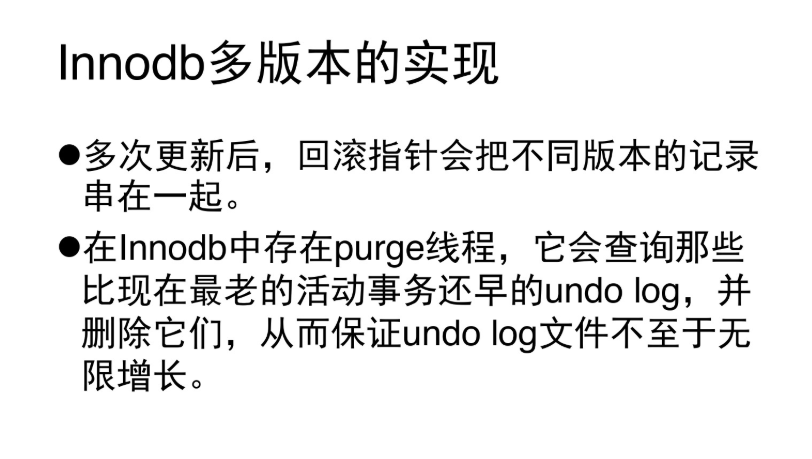 Innodb多版本的实现
●多次更新后，回滚指针会把不同版本的记录
串在一起。
●在Innodb中存在purge线程，它会查询那些
比现在最老的活动事务还早的undo log，并
删除它们，从而保证undo log文件不至于无
限增长。